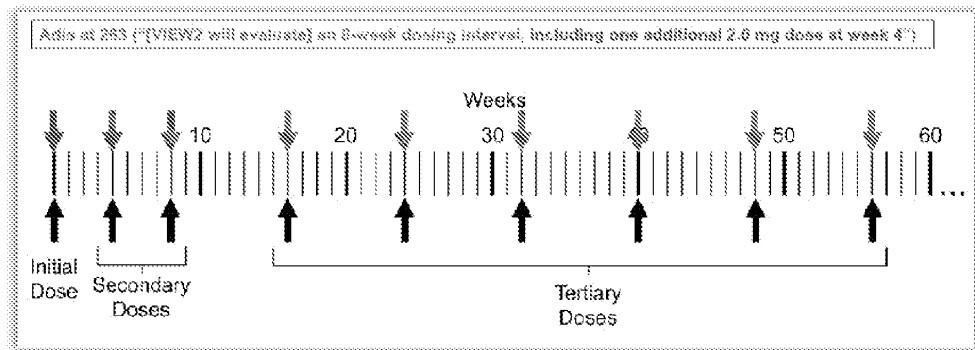 Adis at 263 ("[VIEW2 will evaluate] an 8-week dosing interval, including one additional 2.0 mg dose at week 4")
Weeks
10 20 30 40 50 60
...
Initial
Dose
Secondary
Doses
Tertiary
Doses